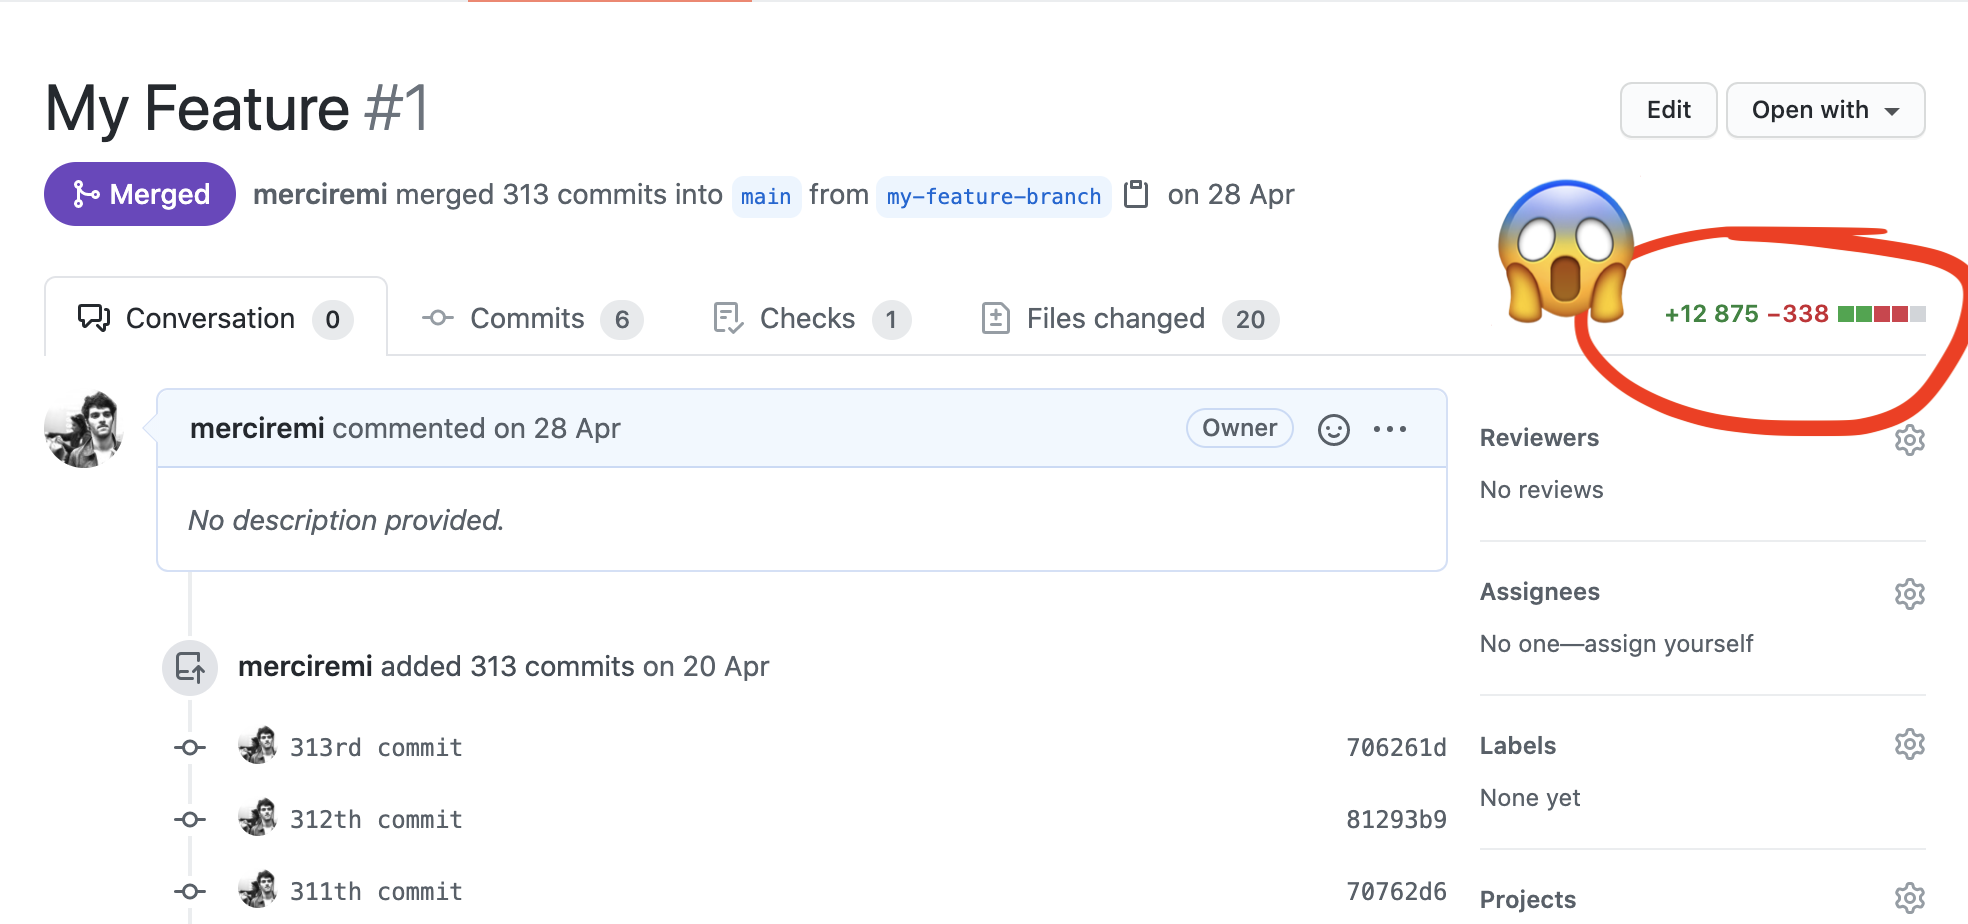 My Feature #1
Edit
Open with
Merged
merciremi merged 313 commits into main from my-feature-branch on 28 Apr
Conversation 0
Commits 6
Checks 1
Files changed 20
+12 875 −338
merciremi commented on 28 Apr
Owner
No description provided.
merciremi added 313 commits on 20 Apr
313rd commit 706261d
312th commit 81293b9
311th commit 70762d6
Reviewers
No reviews
Assignees
No one—assign yourself
Labels
None yet
Projects